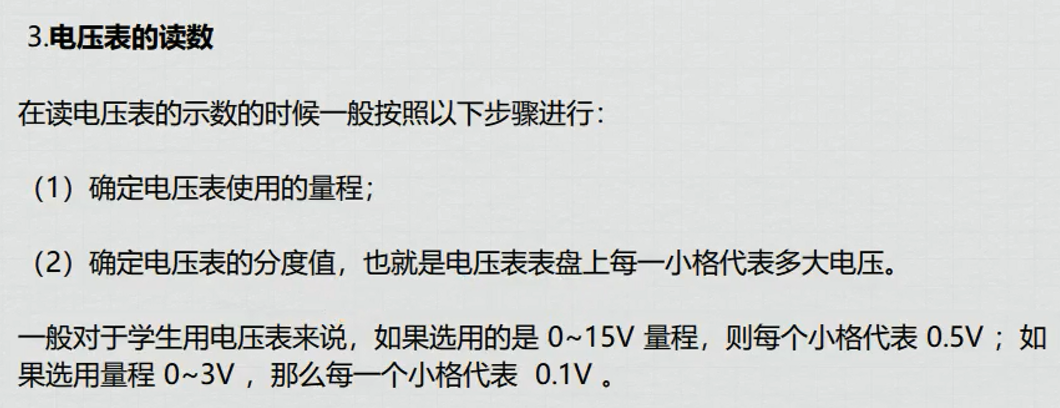 3.电压表的读数
在读电压表的示数的时候一般按照以下步骤进行：
（1）确定电压表使用的量程；
（2）确定电压表的分度值，也就是电压表表盘上每一小格代表多大电压。
一般对于学生用电压表来说，如果选用的是 0~15V 量程，则每个小格代表 0.5V ；如
果选用量程 0~3V ，那么每一个小格代表 0.1V 。